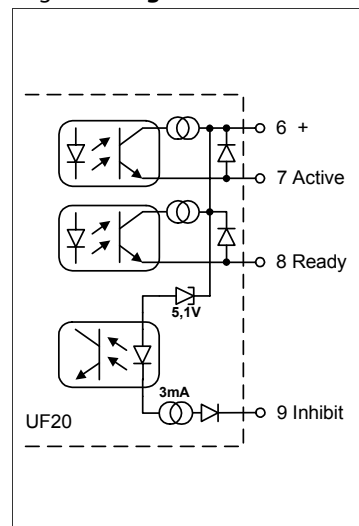 6 +
7 Active
8 Ready
5,1V
3mA
9 Inhibit
UF20